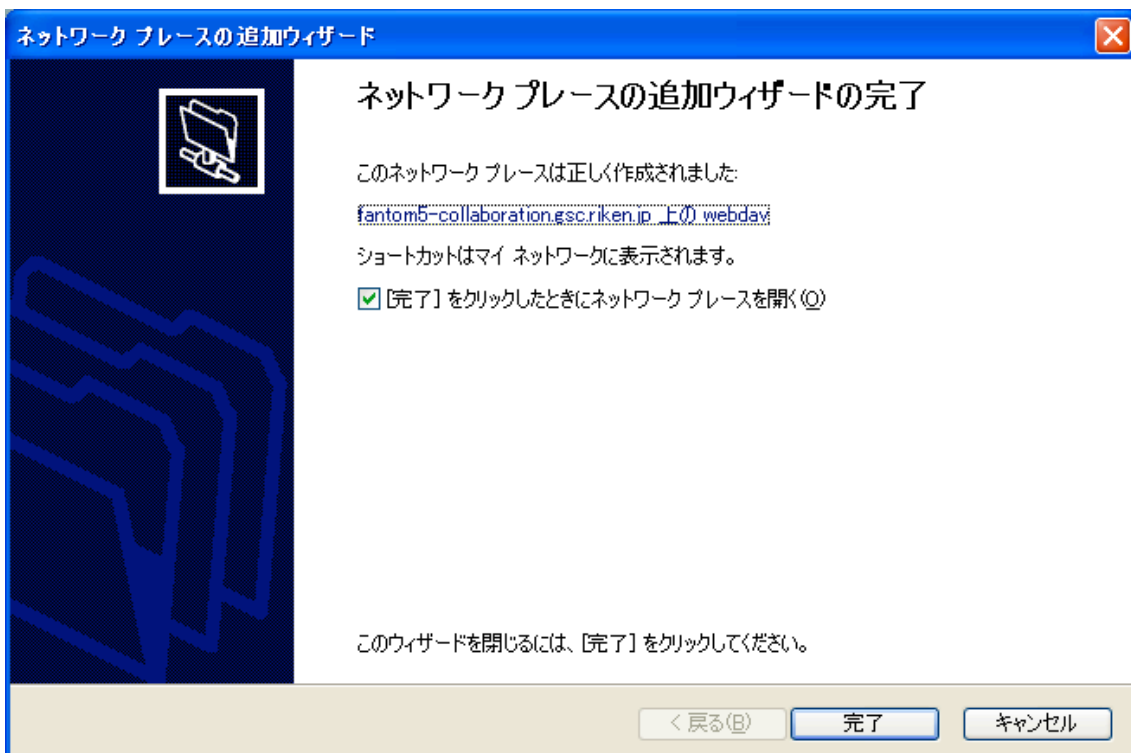 ネットワーク プレースの追加ウィザード
ネットワーク プレースの追加ウィザードの完了
このネットワーク プレースは正しく作成されました:
fantom5-collaboration.gsc.riken.jp 上の webdav
ショートカットはマイ ネットワークに表示されます。
[完了] をクリックしたときにネットワーク プレースを開く(O)
このウィザードを閉じるには、[完了] をクリックしてください。
< 戻る(B)
完了
キャンセル